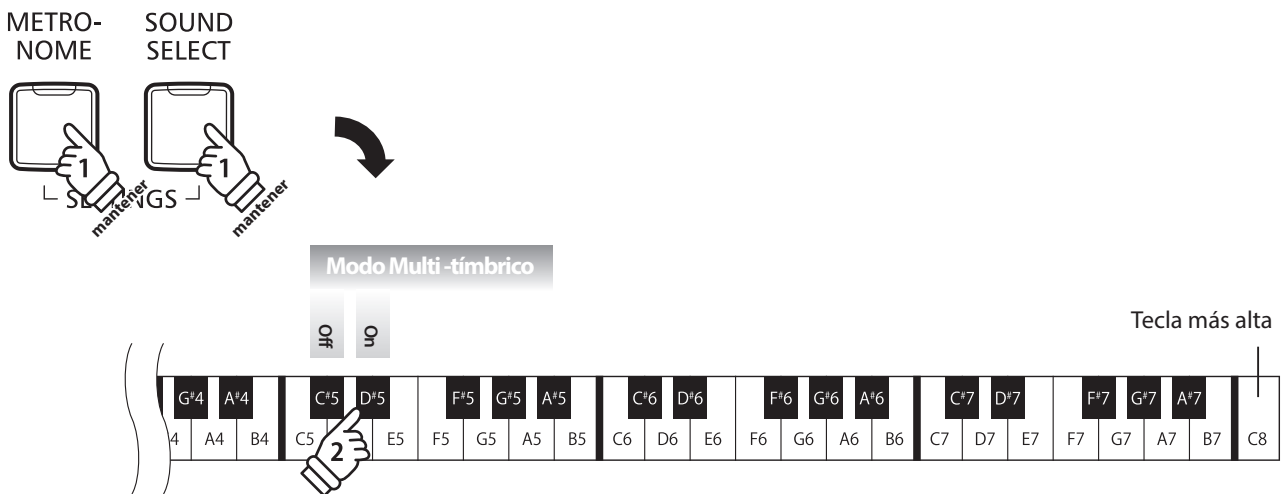 METRO-
NOME
SOUND
SELECT
1
1
mantener
mantener
Modo Multi -tímbrico
Off
On
Tecla más alta
G#4 A#4 C#5 D#5 F#5 G#5 A#5 C#6 D#6 F#6 G#6 A#6 C#7 D#7 F#7 G#7 A#7
4 A4 B4 C5 E5 F5 G5 A5 B5 C6 D6 E6 F6 G6 A6 B6 C7 D7 E7 F7 G7 A7 B7 C8
2